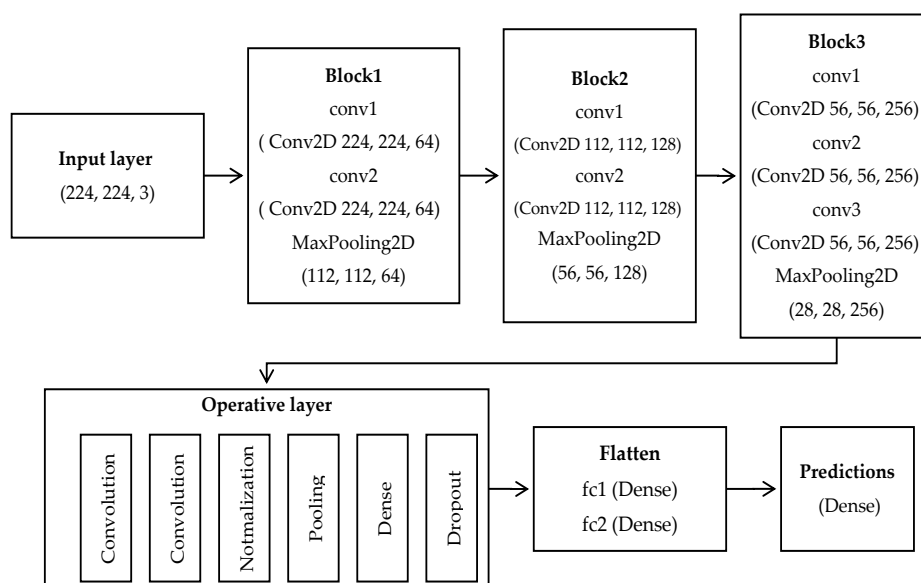 Input layer
(224, 224, 3)
Block1
conv1
( Conv2D 224, 224, 64)
conv2
( Conv2D 224, 224, 64)
MaxPooling2D
(112, 112, 64)
Block2
conv1
(Conv2D 112, 112, 128)
conv2
(Conv2D 112, 112, 128)
MaxPooling2D
(56, 56, 128)
Block3
conv1
(Conv2D 56, 56, 256)
conv2
(Conv2D 56, 56, 256)
conv3
(Conv2D 56, 56, 256)
MaxPooling2D
(28, 28, 256)
Operative layer
Convolution
Convolution
Notmalization
Pooling
Dense
Dropout
Flatten
fc1 (Dense)
fc2 (Dense)
Predictions
(Dense)